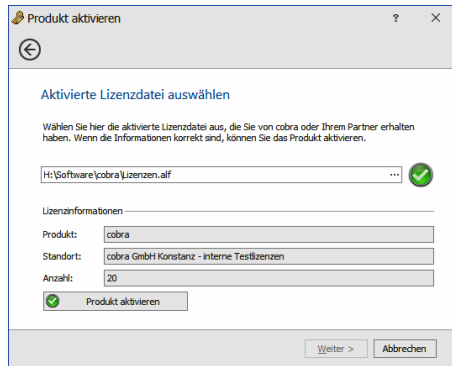 Produkt aktivieren
?
Aktivierte Lizenzdatei auswählen
Wählen Sie hier die aktivierte Lizenzdatei aus, die Sie von cobra oder Ihrem Partner erhalten
haben. Wenn die Informationen korrekt sind, können Sie das Produkt aktivieren.
H:\Software\cobra\Lizenzen.alf
...
Lizenzinformationen
Produkt: cobra
Standort: cobra GmbH Konstanz - interne Testlizenzen
Anzahl: 20
Produkt aktivieren
Weiter > Abbrechen